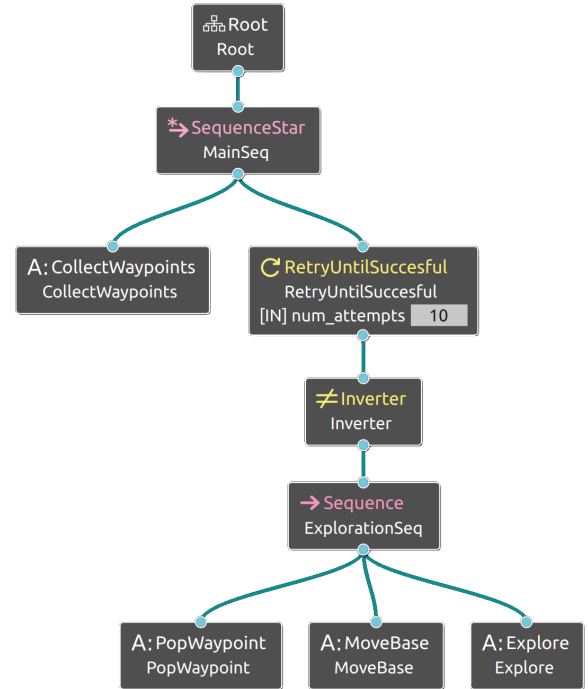 Root
Root
SequenceStar
MainSeq
A: CollectWaypoints
CollectWaypoints
RetryUntilSuccesful
RetryUntilSuccesful
[IN] num_attempts 10
Inverter
Inverter
Sequence
ExplorationSeq
A: PopWaypoint
PopWaypoint
A: MoveBase
MoveBase
A: Explore
Explore